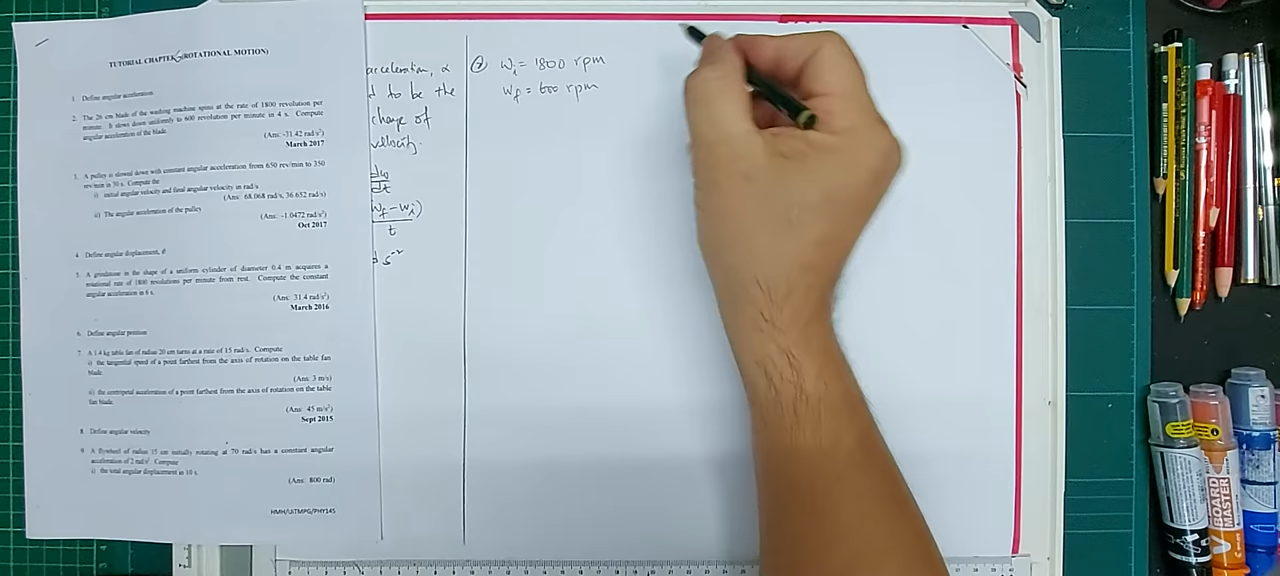 TUTORIAL CHAPTER 6 (ROTATIONAL MOTION)
1. Define angular acceleration
2. The 28 cm blade of the washing machine spins at the rate of 1800 revolution per
minute. It slows down uniformly to 600 revolution per minute in 4 s. Compute
angular acceleration of the blade.
(Ans: -31.42 rad/s²)
March 2017
3. A pulley is slowed down with constant angular acceleration from 650 rev/min to 350
rev/min in 30 s. Compute the
i) initial angular velocity and final angular velocity in rad/s
(Ans: 68.068 rad/s, 36.652 rad/s)
ii) The angular acceleration of the pulley
(Ans: -1.0472 rad/s²)
Oct 2017
4. Define angular displacement, θ
5. A grindstone in the shape of a uniform cylinder of diameter 0.4 m acquires a
rotational rate of 1800 revolutions per minute from rest. Compute the constant
angular acceleration in 6 s.
(Ans: 31.4 rad/s²)
March 2016
6. Define angular position
7. A 1.4 kg table fan of radius 20 cm turns at a rate of 15 rad/s. Compute
i) the tangential speed of a point farthest from the axis of rotation on the table fan
blade.
(Ans: 3 m/s)
ii) the centripetal acceleration of a point farthest from the axis of rotation on the table
fan blade.
(Ans: 45 m/s²)
Sept 2015
8. Define angular velocity
9. A flywheel of radius 15 cm initially rotating at 70 rad/s has a constant angular
acceleration of 2 rad/s². Compute
i) the total angular displacement in 10 s.
(Ans: 800 rad)
HMH/UiTMPG/PHY145
acceleration, α
d to be the
change of
velocity.
dω
dt
(ωf - ωi)
t
d s⁻²
② ωi = 1800 rpm
ωf = 600 rpm
BOARD
MASTER